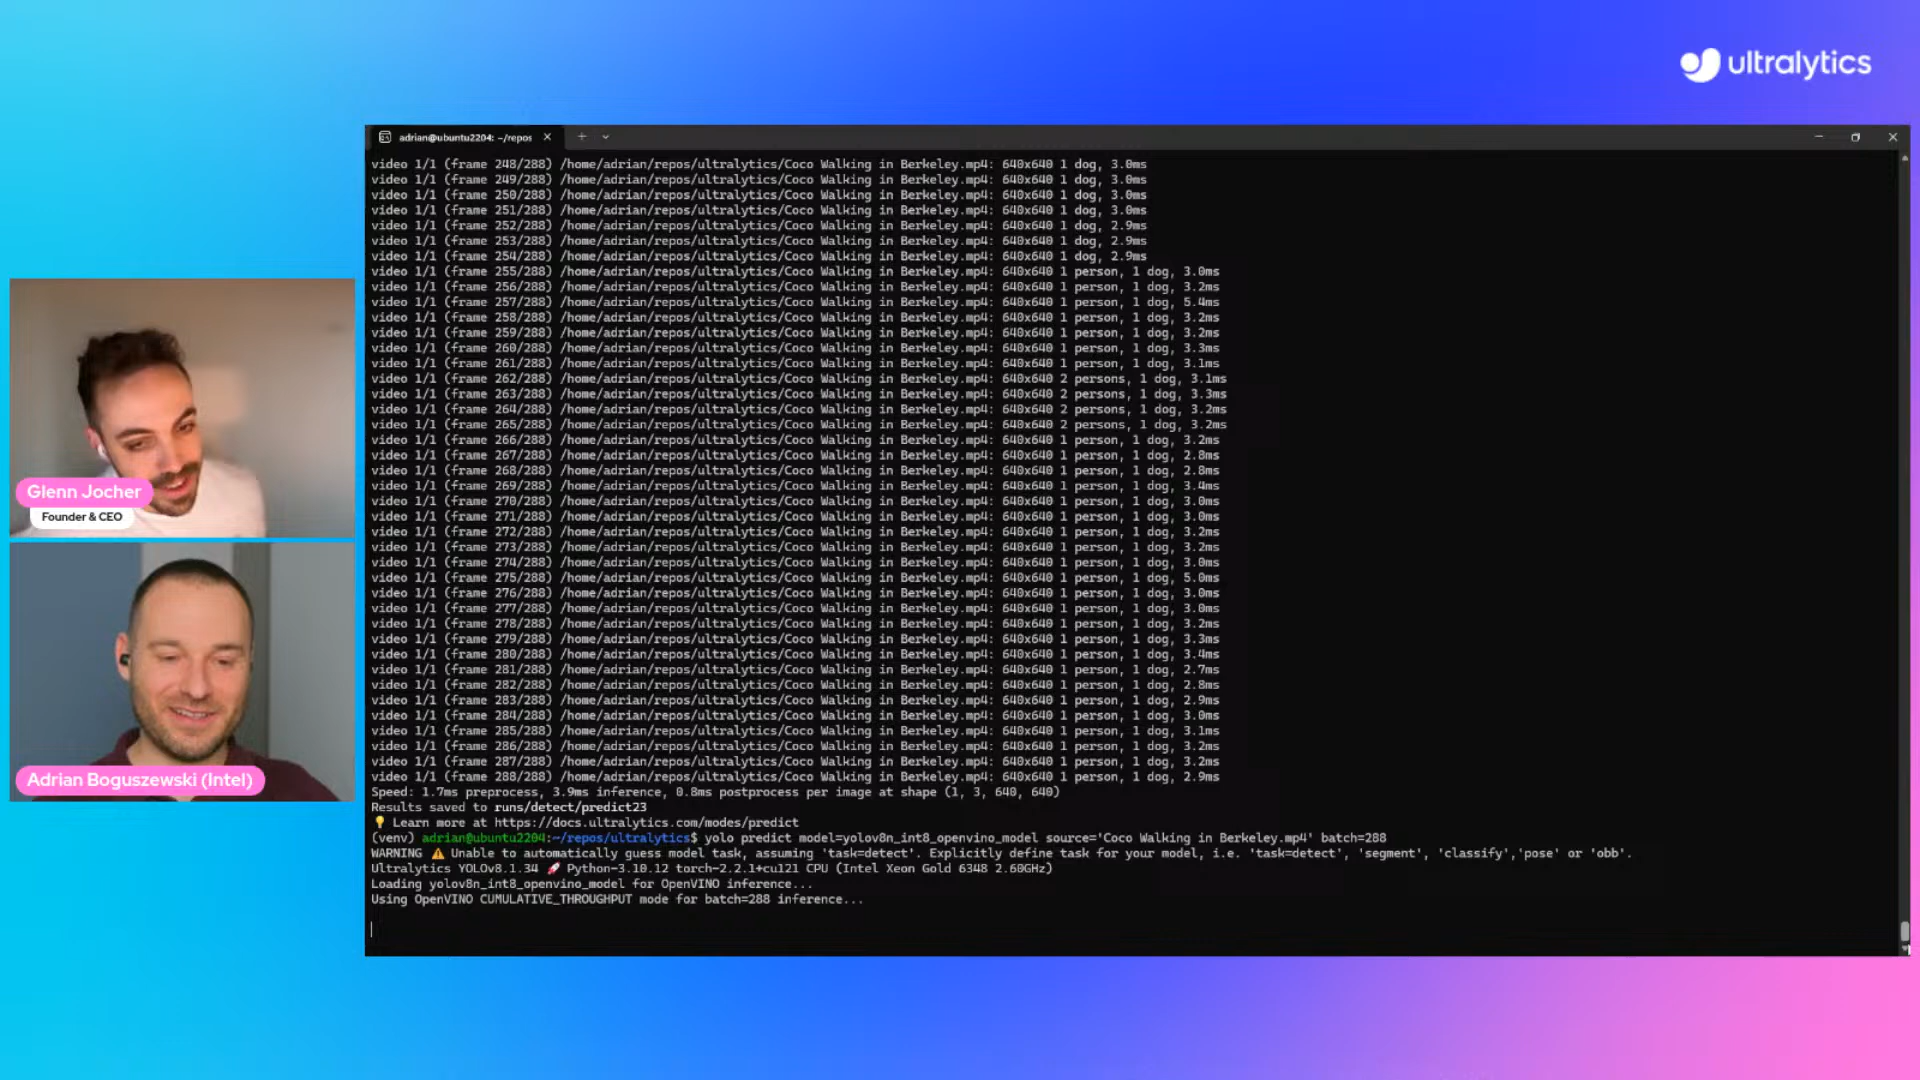 ultralytics
adrian@ubuntu2204: ~/repos
video 1/1 (frame 248/288) /home/adrian/repos/ultralytics/Coco Walking in Berkeley.mp4: 640x640 1 dog, 3.0ms
video 1/1 (frame 249/288) /home/adrian/repos/ultralytics/Coco Walking in Berkeley.mp4: 640x640 1 dog, 3.0ms
video 1/1 (frame 250/288) /home/adrian/repos/ultralytics/Coco Walking in Berkeley.mp4: 640x640 1 dog, 3.0ms
video 1/1 (frame 251/288) /home/adrian/repos/ultralytics/Coco Walking in Berkeley.mp4: 640x640 1 dog, 3.0ms
video 1/1 (frame 252/288) /home/adrian/repos/ultralytics/Coco Walking in Berkeley.mp4: 640x640 1 dog, 2.9ms
video 1/1 (frame 253/288) /home/adrian/repos/ultralytics/Coco Walking in Berkeley.mp4: 640x640 1 dog, 2.9ms
video 1/1 (frame 254/288) /home/adrian/repos/ultralytics/Coco Walking in Berkeley.mp4: 640x640 1 dog, 2.9ms
video 1/1 (frame 255/288) /home/adrian/repos/ultralytics/Coco Walking in Berkeley.mp4: 640x640 1 person, 1 dog, 3.0ms
video 1/1 (frame 256/288) /home/adrian/repos/ultralytics/Coco Walking in Berkeley.mp4: 640x640 1 person, 1 dog, 3.2ms
video 1/1 (frame 257/288) /home/adrian/repos/ultralytics/Coco Walking in Berkeley.mp4: 640x640 1 person, 1 dog, 5.4ms
video 1/1 (frame 258/288) /home/adrian/repos/ultralytics/Coco Walking in Berkeley.mp4: 640x640 1 person, 1 dog, 3.2ms
video 1/1 (frame 259/288) /home/adrian/repos/ultralytics/Coco Walking in Berkeley.mp4: 640x640 1 person, 1 dog, 3.2ms
video 1/1 (frame 260/288) /home/adrian/repos/ultralytics/Coco Walking in Berkeley.mp4: 640x640 1 person, 1 dog, 3.3ms
video 1/1 (frame 261/288) /home/adrian/repos/ultralytics/Coco Walking in Berkeley.mp4: 640x640 1 person, 1 dog, 3.1ms
video 1/1 (frame 262/288) /home/adrian/repos/ultralytics/Coco Walking in Berkeley.mp4: 640x640 2 persons, 1 dog, 3.1ms
video 1/1 (frame 263/288) /home/adrian/repos/ultralytics/Coco Walking in Berkeley.mp4: 640x640 2 persons, 1 dog, 3.3ms
video 1/1 (frame 264/288) /home/adrian/repos/ultralytics/Coco Walking in Berkeley.mp4: 640x640 2 persons, 1 dog, 3.2ms
video 1/1 (frame 265/288) /home/adrian/repos/ultralytics/Coco Walking in Berkeley.mp4: 640x640 2 persons, 1 dog, 3.2ms
video 1/1 (frame 266/288) /home/adrian/repos/ultralytics/Coco Walking in Berkeley.mp4: 640x640 1 person, 1 dog, 3.2ms
video 1/1 (frame 267/288) /home/adrian/repos/ultralytics/Coco Walking in Berkeley.mp4: 640x640 1 person, 1 dog, 2.8ms
video 1/1 (frame 268/288) /home/adrian/repos/ultralytics/Coco Walking in Berkeley.mp4: 640x640 1 person, 1 dog, 2.8ms
video 1/1 (frame 269/288) /home/adrian/repos/ultralytics/Coco Walking in Berkeley.mp4: 640x640 1 person, 1 dog, 3.4ms
video 1/1 (frame 270/288) /home/adrian/repos/ultralytics/Coco Walking in Berkeley.mp4: 640x640 1 person, 1 dog, 3.0ms
video 1/1 (frame 271/288) /home/adrian/repos/ultralytics/Coco Walking in Berkeley.mp4: 640x640 1 person, 1 dog, 3.0ms
video 1/1 (frame 272/288) /home/adrian/repos/ultralytics/Coco Walking in Berkeley.mp4: 640x640 1 person, 1 dog, 3.2ms
video 1/1 (frame 273/288) /home/adrian/repos/ultralytics/Coco Walking in Berkeley.mp4: 640x640 1 person, 1 dog, 3.2ms
video 1/1 (frame 274/288) /home/adrian/repos/ultralytics/Coco Walking in Berkeley.mp4: 640x640 1 person, 1 dog, 3.0ms
video 1/1 (frame 275/288) /home/adrian/repos/ultralytics/Coco Walking in Berkeley.mp4: 640x640 1 person, 1 dog, 5.0ms
video 1/1 (frame 276/288) /home/adrian/repos/ultralytics/Coco Walking in Berkeley.mp4: 640x640 1 person, 1 dog, 3.0ms
video 1/1 (frame 277/288) /home/adrian/repos/ultralytics/Coco Walking in Berkeley.mp4: 640x640 1 person, 1 dog, 3.0ms
video 1/1 (frame 278/288) /home/adrian/repos/ultralytics/Coco Walking in Berkeley.mp4: 640x640 1 person, 1 dog, 3.2ms
video 1/1 (frame 279/288) /home/adrian/repos/ultralytics/Coco Walking in Berkeley.mp4: 640x640 1 person, 1 dog, 3.3ms
video 1/1 (frame 280/288) /home/adrian/repos/ultralytics/Coco Walking in Berkeley.mp4: 640x640 1 person, 1 dog, 3.4ms
video 1/1 (frame 281/288) /home/adrian/repos/ultralytics/Coco Walking in Berkeley.mp4: 640x640 1 person, 1 dog, 2.7ms
video 1/1 (frame 282/288) /home/adrian/repos/ultralytics/Coco Walking in Berkeley.mp4: 640x640 1 person, 1 dog, 2.8ms
video 1/1 (frame 283/288) /home/adrian/repos/ultralytics/Coco Walking in Berkeley.mp4: 640x640 1 person, 1 dog, 2.9ms
video 1/1 (frame 284/288) /home/adrian/repos/ultralytics/Coco Walking in Berkeley.mp4: 640x640 1 person, 1 dog, 3.0ms
video 1/1 (frame 285/288) /home/adrian/repos/ultralytics/Coco Walking in Berkeley.mp4: 640x640 1 person, 1 dog, 3.1ms
video 1/1 (frame 286/288) /home/adrian/repos/ultralytics/Coco Walking in Berkeley.mp4: 640x640 1 person, 1 dog, 3.2ms
video 1/1 (frame 287/288) /home/adrian/repos/ultralytics/Coco Walking in Berkeley.mp4: 640x640 1 person, 1 dog, 3.2ms
video 1/1 (frame 288/288) /home/adrian/repos/ultralytics/Coco Walking in Berkeley.mp4: 640x640 1 person, 1 dog, 2.9ms
Speed: 1.7ms preprocess, 3.9ms inference, 0.8ms postprocess per image at shape (1, 3, 640, 640)
Results saved to runs/detect/predict23
💡 Learn more at https://docs.ultralytics.com/modes/predict
(venv) adrian@ubuntu2204:~/repos/ultralytics$ yolo predict model=yolov8n_int8_openvino_model source='Coco Walking in Berkeley.mp4' batch=288
WARNING ⚠️ Unable to automatically guess model task, assuming 'task=detect'. Explicitly define task for your model, i.e. 'task=detect', 'segment', 'classify','pose' or 'obb'.
Ultralytics YOLOv8.1.34 🚀 Python-3.10.12 torch-2.2.1+cu121 CPU (Intel Xeon Gold 6348 2.60GHz)
Loading yolov8n_int8_openvino_model for OpenVINO inference...
Using OpenVINO CUMULATIVE_THROUGHPUT mode for batch=288 inference...
Glenn Jocher
Founder & CEO
Adrian Boguszewski (Intel)